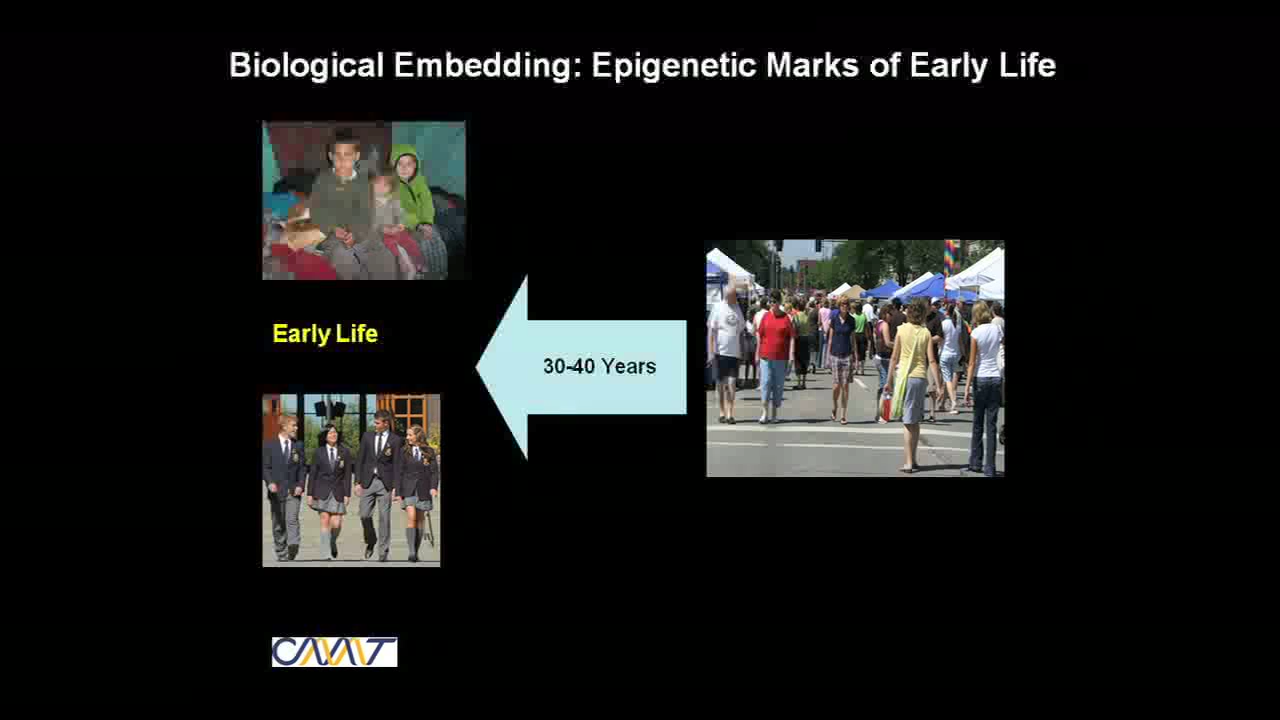 Biological Embedding: Epigenetic Marks of Early Life
Early Life
30-40 Years
CMMT